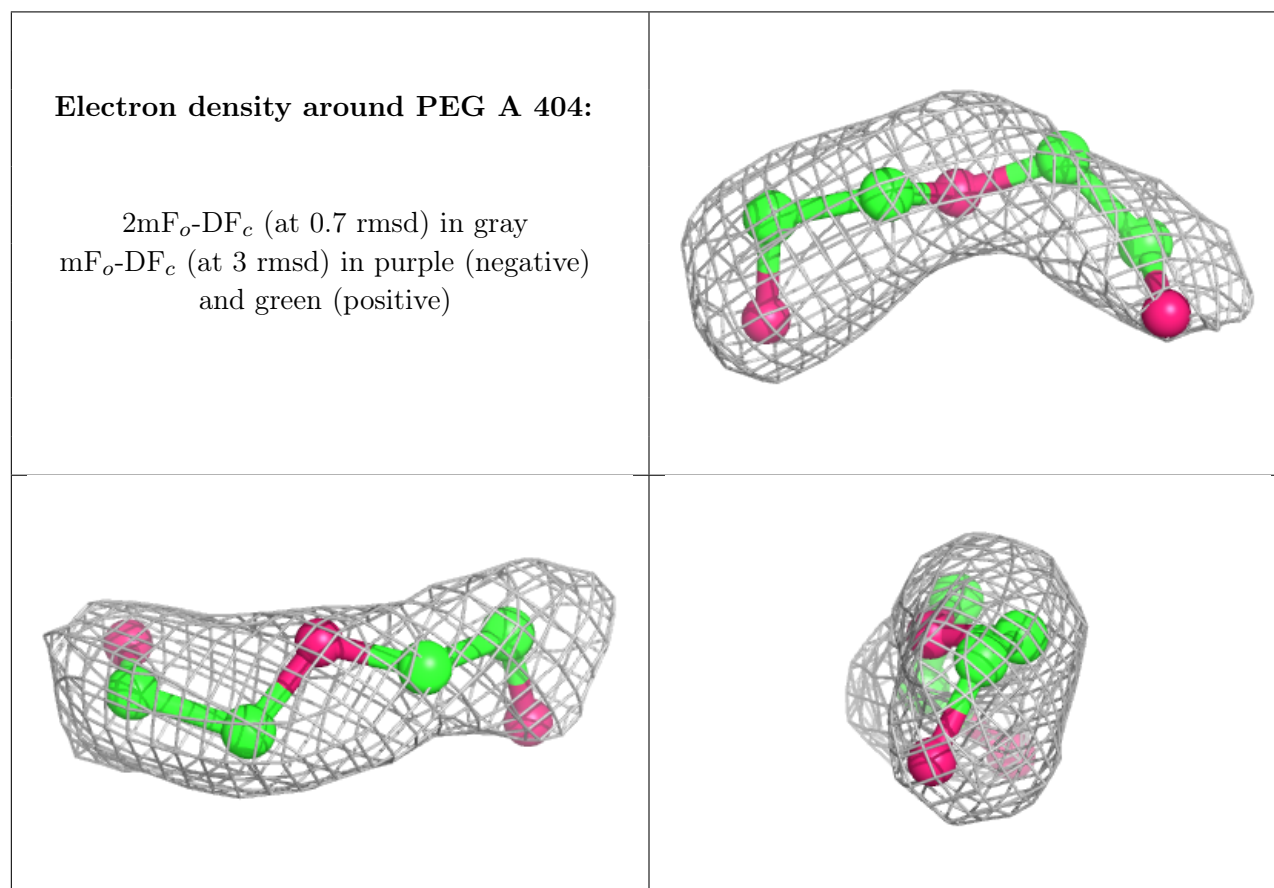 Electron density around PEG A 404:
2mFo-DFc (at 0.7 rmsd) in gray
mFo-DFc (at 3 rmsd) in purple (negative)
and green (positive)